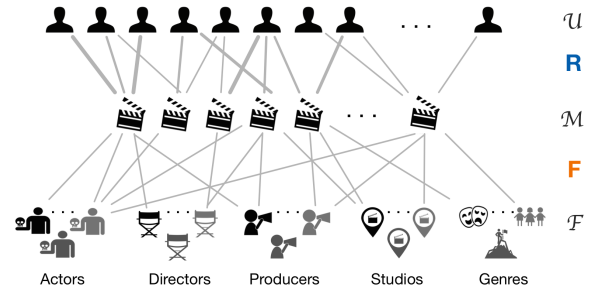 𝒰
R
ℳ
F
ℱ
Actors Directors Producers Studios Genres